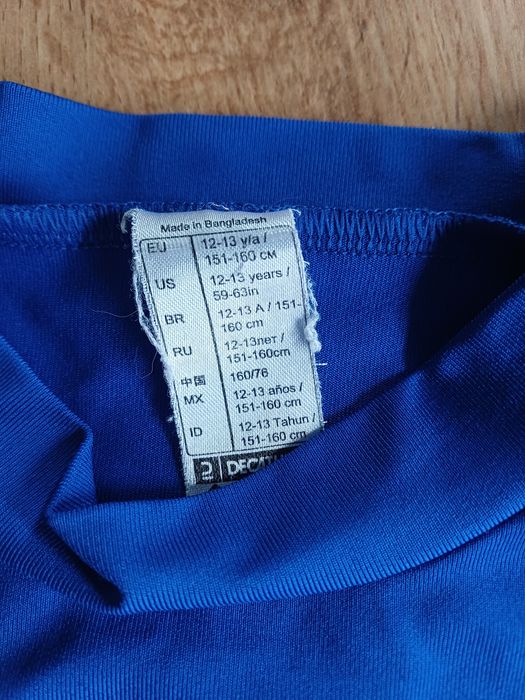 Made in Bangladesh
EU 12-13 y/a /
151-160 CM
US 12-13 years /
59-63in
BR 12-13 A / 151-
160 cm
RU 12-13лет /
151-160cm
中国 160/76
MX 12-13 años/
151-160 cm
ID 12-13 Tahun /
151-160 cm